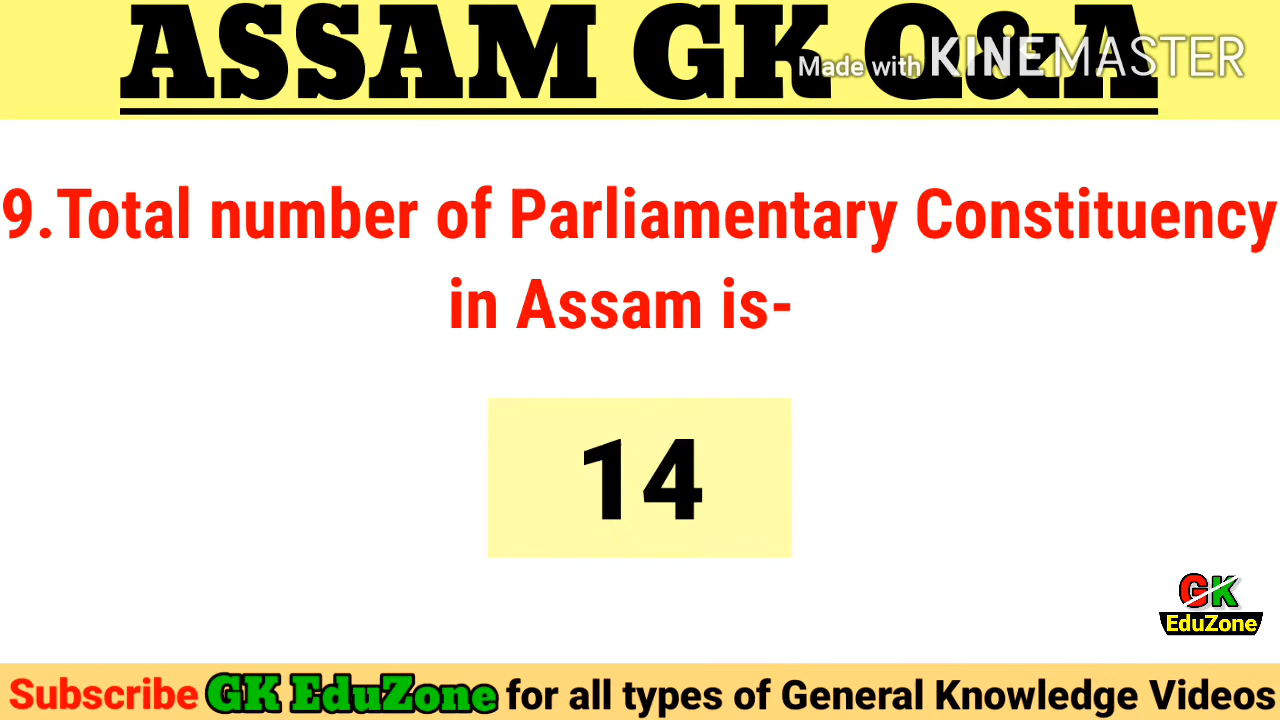 ASSAM GK Q&A
Made with KINEMASTER
9.Total number of Parliamentary Constituency
in Assam is-
14
GK
EduZone
Subscribe GK EduZone for all types of General Knowledge Videos